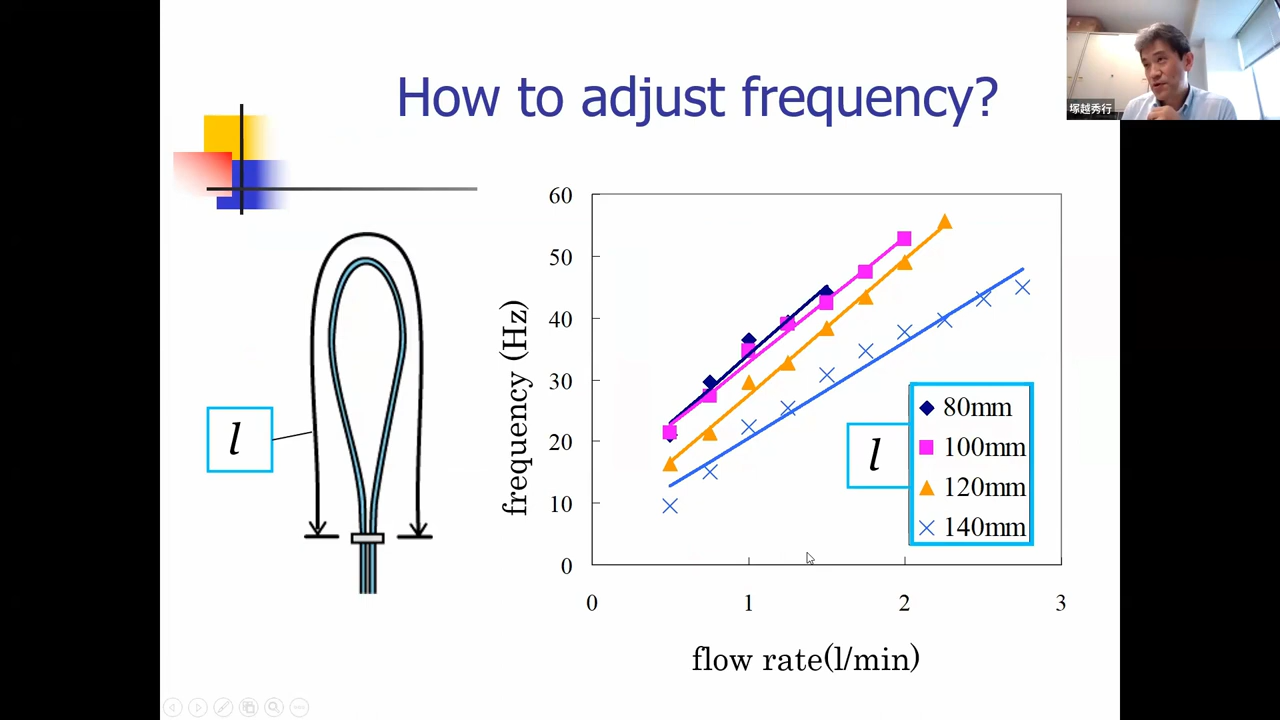 How to adjust frequency?
塚越秀行
l
frequency (Hz)
60
50
40
30
20
10
0
0
1
2
3
flow rate(l/min)
l
80mm
100mm
120mm
140mm